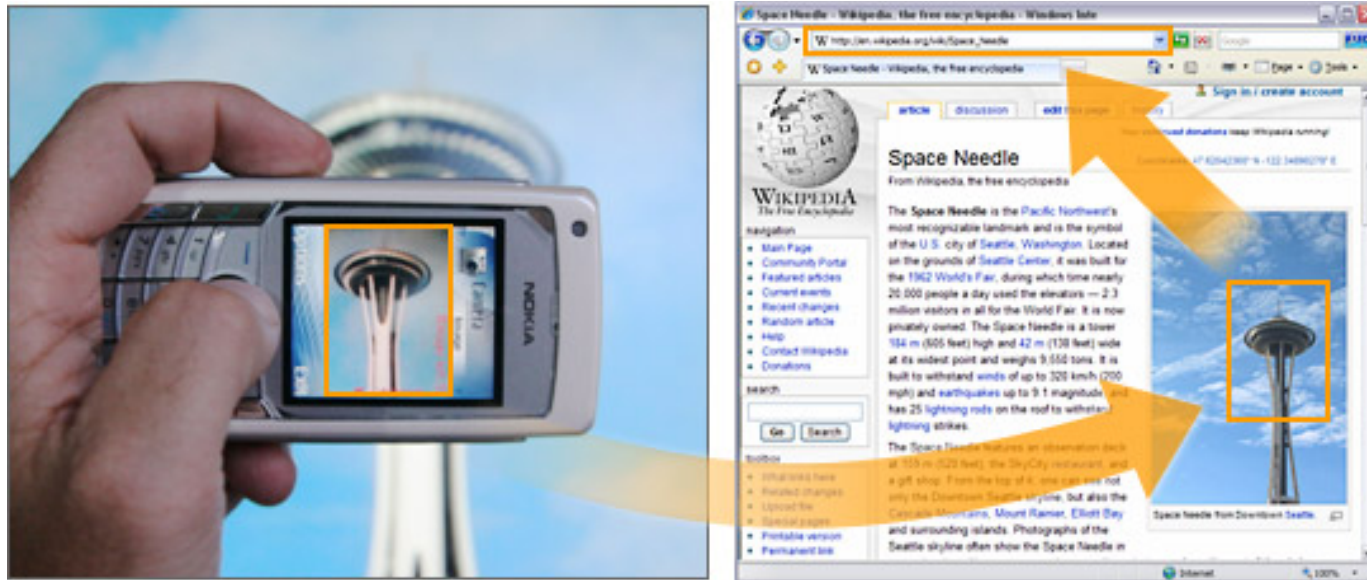 NOKIA
Exit
Space Needle - Wikipedia, the free encyclopedia - Windows Inte
http://en.wikipedia.org/wiki/Space_Needle
Google
Space Needle - Wikipedia, the free encyclopedia
Page
Tools
Sign in / create account
article
discussion
edit this page
history
Space Needle
From Wikipedia, the free encyclopedia
WIKIPEDIA
The Free Encyclopedia
navigation
Main Page
Community Portal
Featured articles
Current events
Recent changes
Random article
Help
Contact Wikipedia
Donations
search
Go
Search
toolbox
What links here
Related changes
Upload file
Special pages
Printable version
Permanent link
The Space Needle is the Pacific Northwest's
most recognizable landmark and is the symbol
of the U.S. city of Seattle, Washington. Located
on the grounds of Seattle Center, it was built for
the 1962 World's Fair, during which time nearly
20,000 people a day used the elevators — 2.3
million visitors in all for the World Fair. It is now
privately owned. The Space Needle is a tower
184 m (605 feet) high and 42 m (138 feet) wide
at its widest point and weighs 9,550 tons. It is
built to withstand winds of up to 320 km/h (200
mph) and earthquakes up to 9.1 magnitude, and
has 25 lightning rods on the roof to withstand
lightning strikes.
The Space Needle features an observation deck
at 159 m (520 feet), the SkyCity restaurant, and
a gift shop. From the top of it, one can see not
only the Downtown Seattle skyline, but also the
Cascade Mountains, Mount Rainier, Elliott Bay
and surrounding islands. Photographs of the
Seattle skyline often show the Space Needle in
Space Needle from Downtown Seattle.
Internet
100%